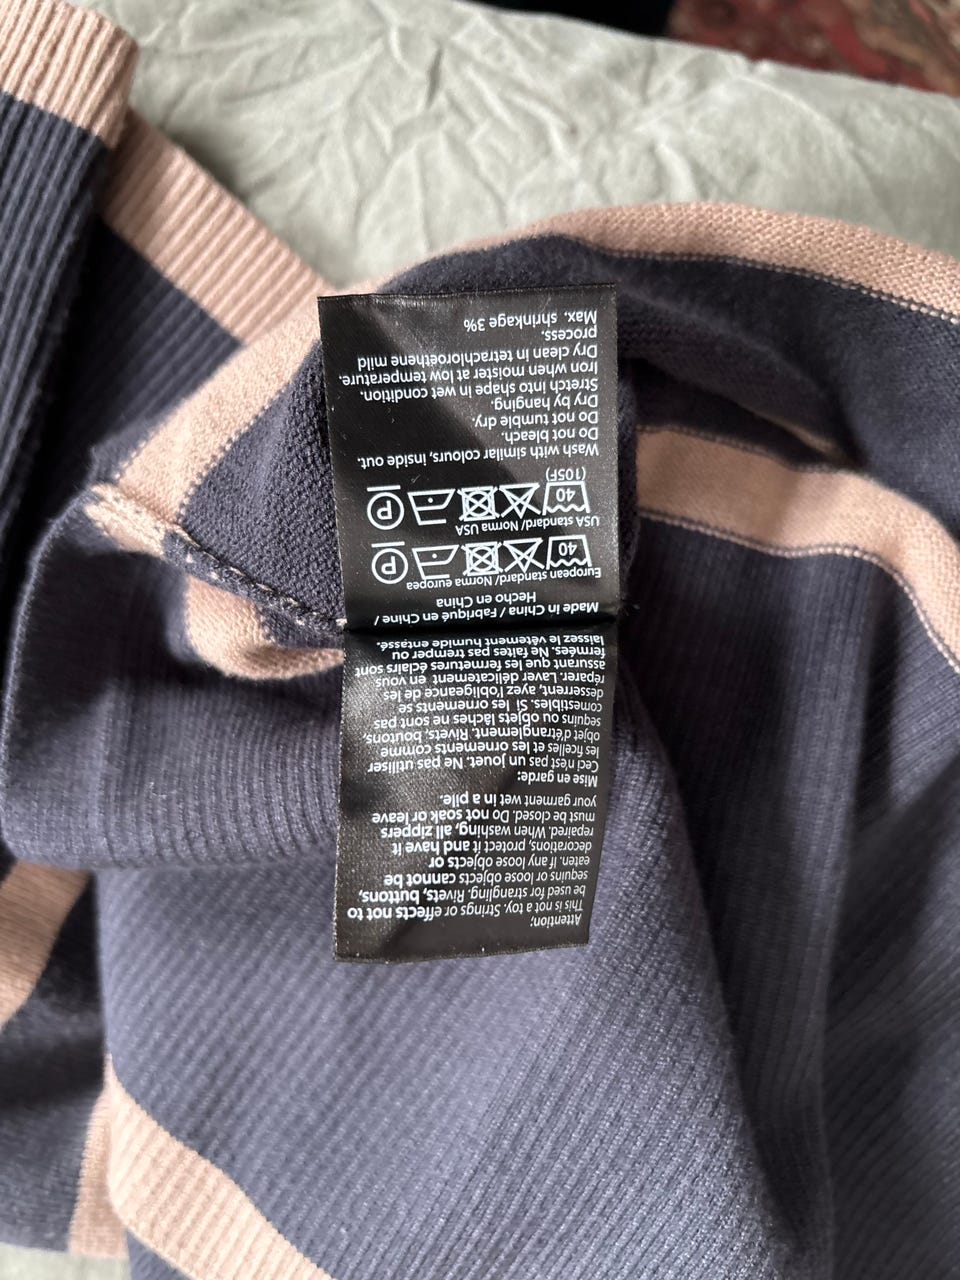 Attention;
This is not a toy. Strings or effects not to
be used for strangling. Rivets, buttons,
sequins or loose objects cannot be
eaten. If any loose objects or
decorations, protect it and have it
repaired. When washing, all zippers
must be closed. Do not soak or leave
your garment wet in a pile.
Mise en garde:
Ceci n'est pas un jouet. Ne pas utiliser
les ficelles et les ornements comme
objet d'étranglement. Rivets, boutons,
sequins ou objets lâches ne sont pas
comestibles. Si les ornements se
desserrent, ayez l'obligeance de les
réparer. Laver délicatement en vous
assurant que les fermetures éclairs sont
fermées. Ne faites pas tremper ou
laissez le vêtement humide entassé.
Made in China / Fabriqué en Chine /
Hecho en China
European standard/ Norma europea
40 P
USA standard/ Norma USA
40 P
(105F)
Wash with similar colours, inside out.
Do not bleach.
Do not tumble dry.
Dry by hanging.
Stretch into shape in wet condition.
Iron when moister at low temperature.
Dry clean in tetrachloroethene mild
process.
Max. shrinkage 3%